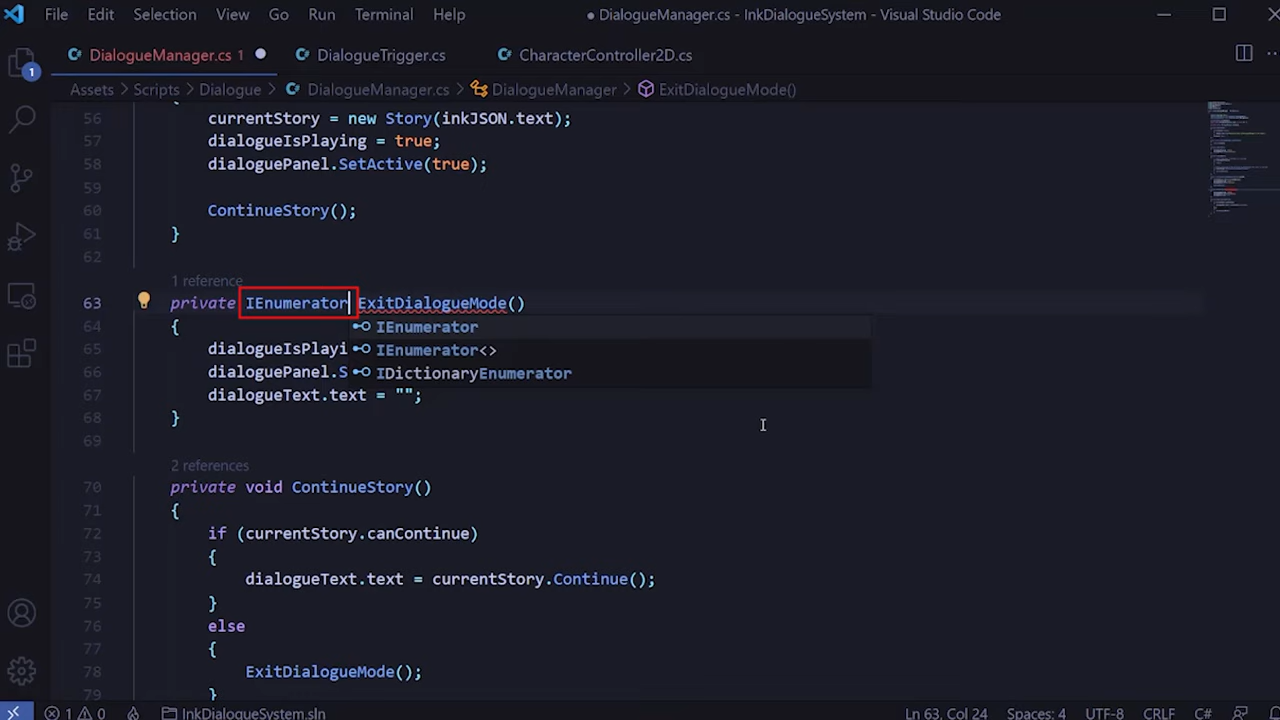 File Edit Selection View Go Run Terminal Help ● DialogueManager.cs - InkDialogueSystem - Visual Studio Code
DialogueManager.cs 1 DialogueTrigger.cs CharacterController2D.cs
1
Assets > Scripts > Dialogue > DialogueManager.cs > DialogueManager > ExitDialogueMode()
56 currentStory = new Story(inkJSON.text);
57 dialogueIsPlaying = true;
58 dialoguePanel.SetActive(true);
59
60 ContinueStory();
61 }
62
1 reference
63 private IEnumerator ExitDialogueMode()
64 {
IEnumerator
65 dialogueIsPlayi
IEnumerator<>
66 dialoguePanel.S
IDictionaryEnumerator
67 dialogueText.text = "";
68 }
69
2 references
70 private void ContinueStory()
71 {
72 if (currentStory.canContinue)
73 {
74 dialogueText.text = currentStory.Continue();
75 }
76 else
77 {
78 ExitDialogueMode();
79 }
1 0 InkDialogueSystem.sln Ln 63, Col 24 Spaces: 4 UTF-8 CRLF C#